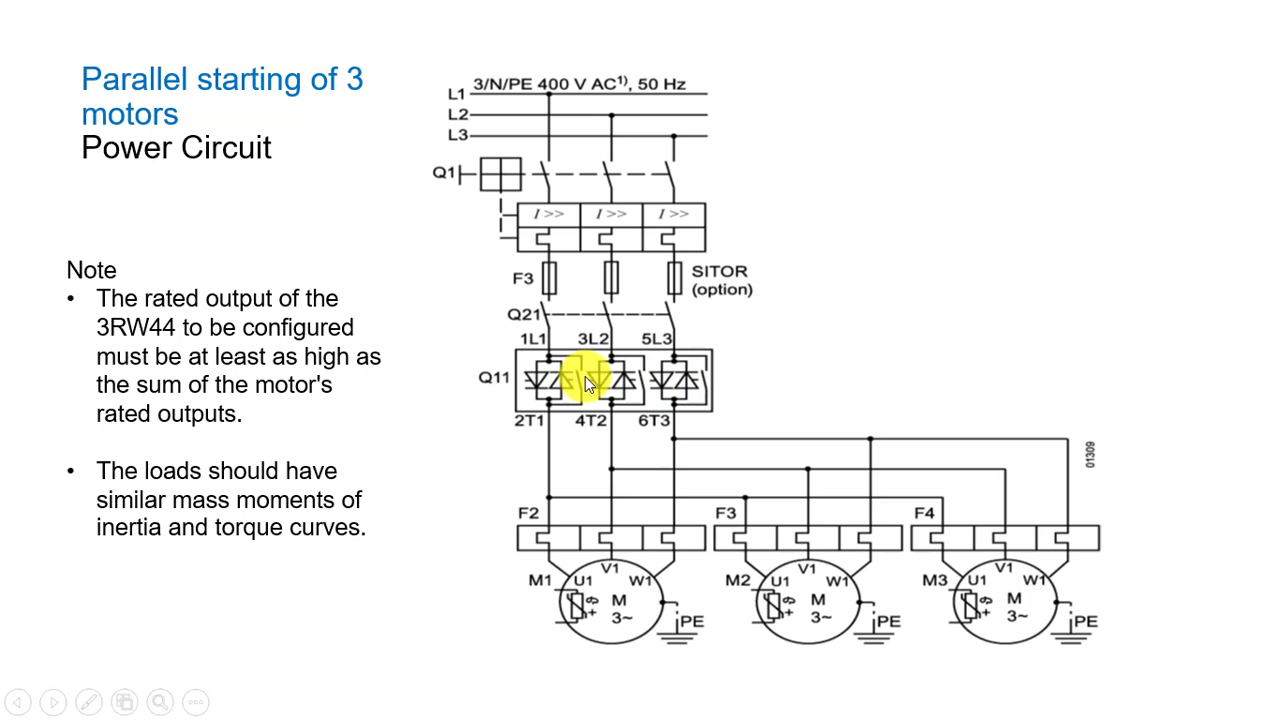 Parallel starting of 3
motors
Power Circuit
Note
• The rated output of the
3RW44 to be configured
must be at least as high as
the sum of the motor's
rated outputs.
• The loads should have
similar mass moments of
inertia and torque curves.
3/N/PE 400 V AC¹⁾, 50 Hz
L1
L2
L3
Q1
I >> I >> I >>
F3 SITOR
(option)
Q21
1L1 3L2 5L3
Q11
2T1 4T2 6T3
01309
F2 F3 F4
M1 U1 V1 W1 M2 U1 V1 W1 M3 U1 V1 W1
ϑ M ϑ M ϑ M
+ 3~ + 3~ + 3~
PE PE PE